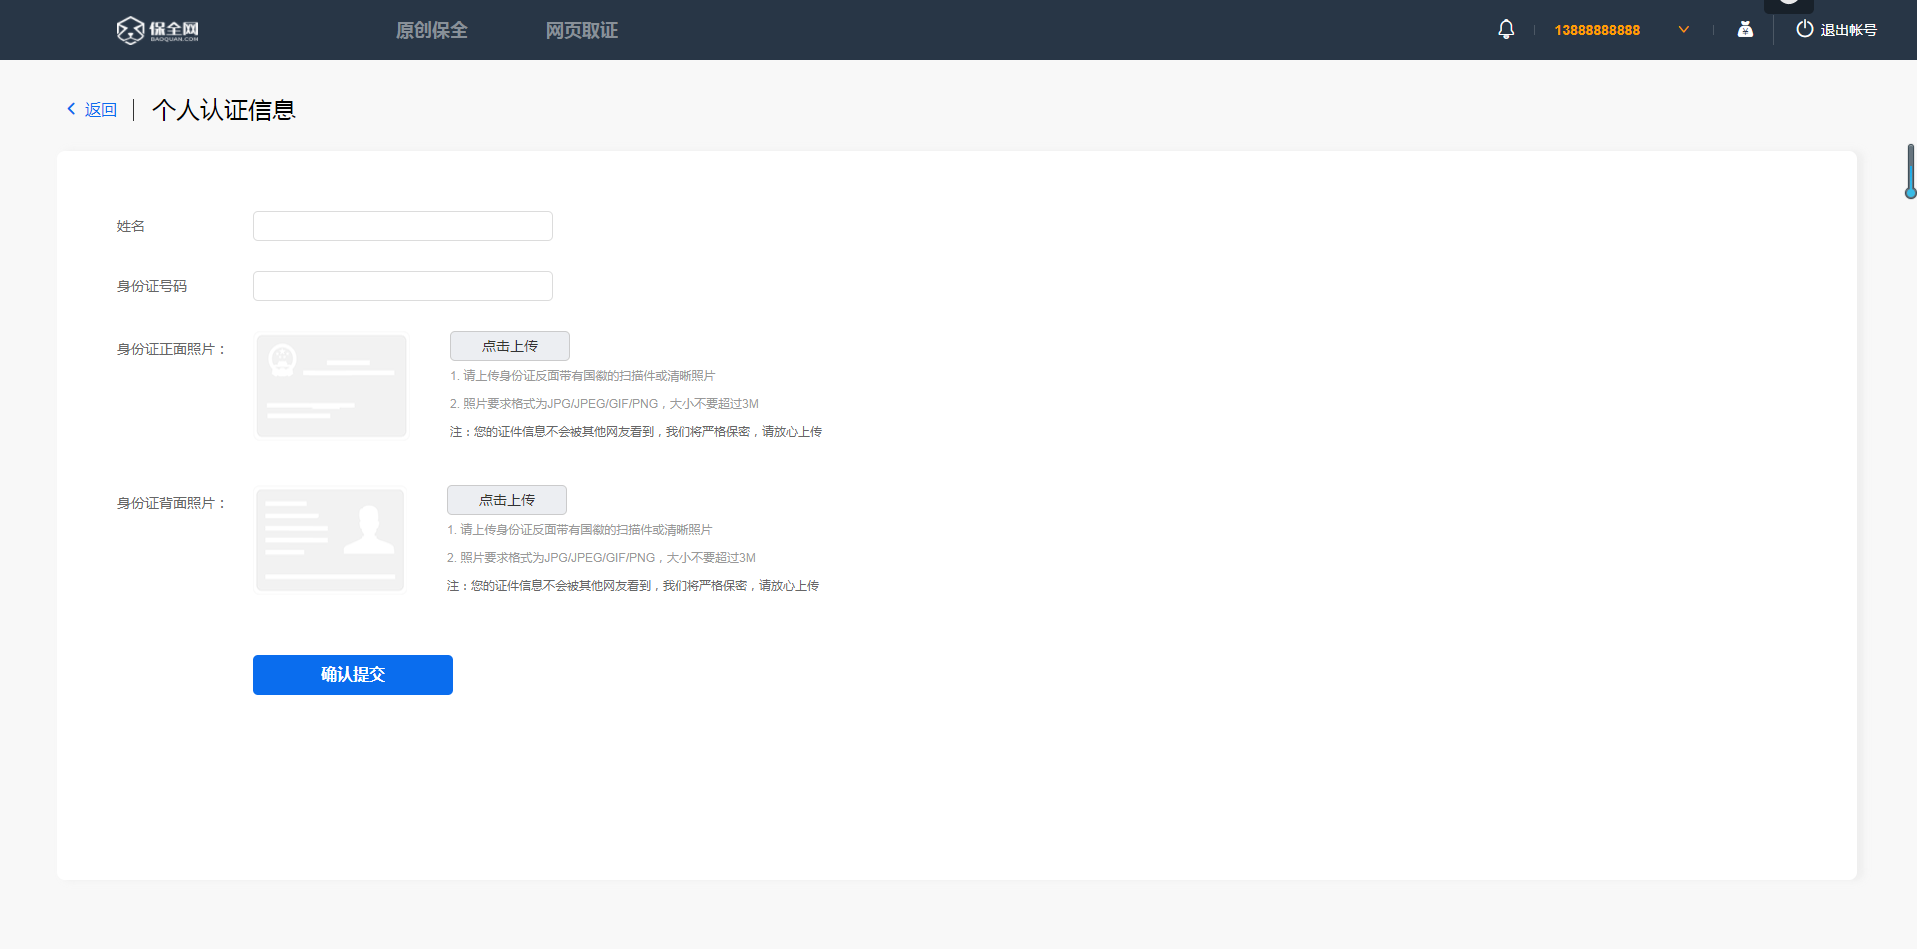 保全网
BAOQUAN.COM
原创保全
网页取证
13888888888
退出帐号
返回
个人认证信息
姓名
身份证号码
身份证正面照片：
点击上传
1. 请上传身份证反面带有国徽的扫描件或清晰照片
2. 照片要求格式为JPG/JPEG/GIF/PNG，大小不要超过3M
注：您的证件信息不会被其他网友看到，我们将严格保密，请放心上传
身份证背面照片：
点击上传
1. 请上传身份证反面带有国徽的扫描件或清晰照片
2. 照片要求格式为JPG/JPEG/GIF/PNG，大小不要超过3M
注：您的证件信息不会被其他网友看到，我们将严格保密，请放心上传
确认提交